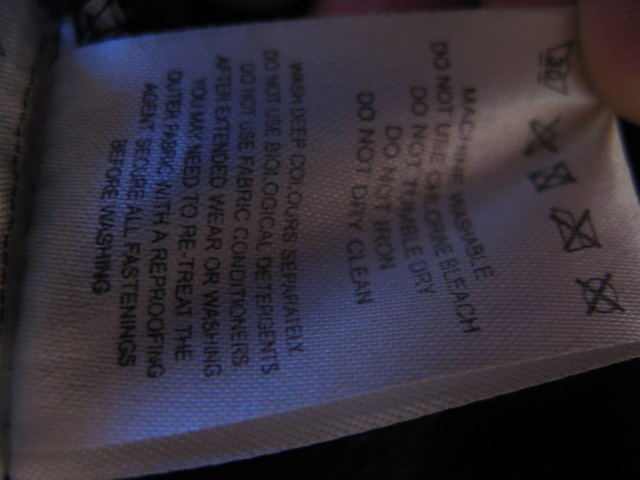 30
MACHINE WASHABLE
DO NOT USE CHLORINE BLEACH
DO NOT TUMBLE DRY
DO NOT IRON
DO NOT DRY CLEAN
WASH DEEP COLOURS SEPARATELY
DO NOT USE BIOLOGICAL DETERGENTS
DO NOT USE FABRIC CONDITIONERS
AFTER EXTENDED WEAR OR WASHING
YOU MAY NEED TO RE-TREAT THE
OUTER FABRIC WITH A REPROOFING
AGENT SECURE ALL FASTENINGS
BEFORE WASHING